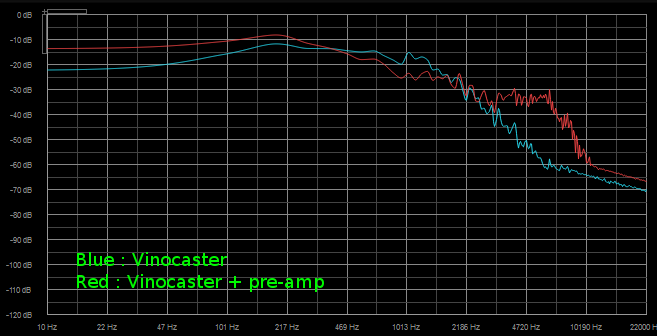 0 dB
-10 dB
-20 dB
-30 dB
-40 dB
-50 dB
-60 dB
-70 dB
-80 dB
-90 dB
-100 dB
-110 dB
-120 dB
Blue : Vinocaster
Red : Vinocaster + pre-amp
10 Hz 22 Hz 47 Hz 101 Hz 217 Hz 469 Hz 1013 Hz 2186 Hz 4720 Hz 10190 Hz 22000 H